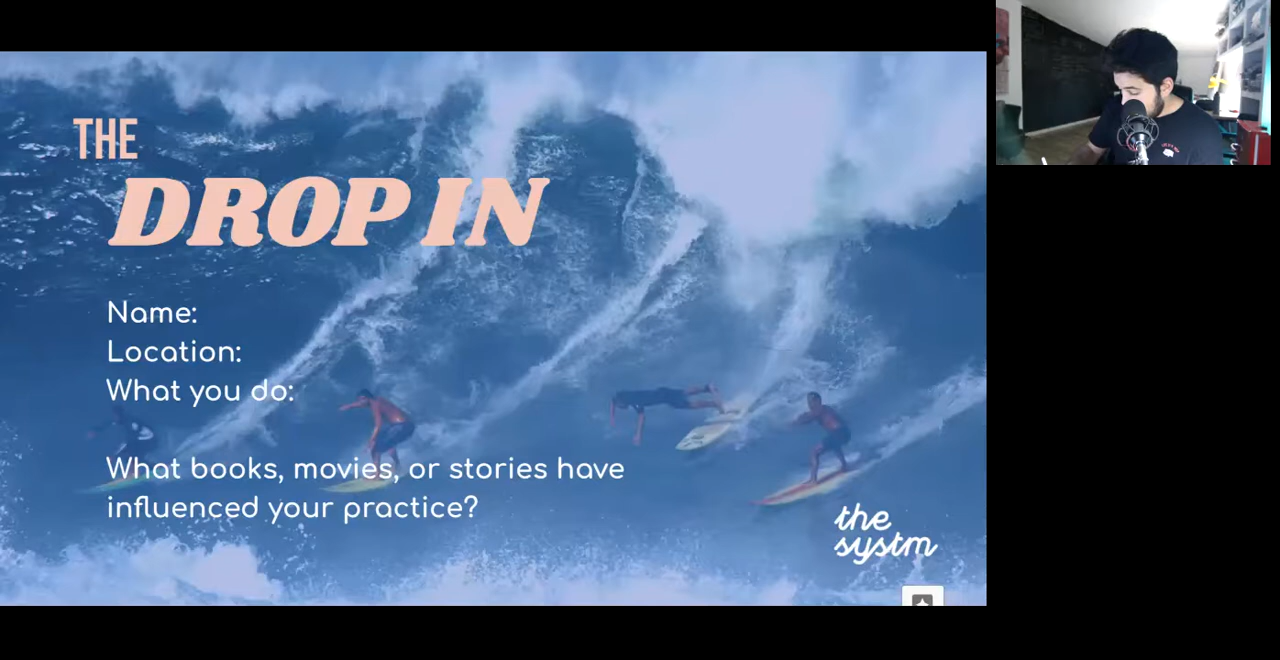 THE
DROP IN
Name:
Location:
What you do:
What books, movies, or stories have
influenced your practice?
the
systm